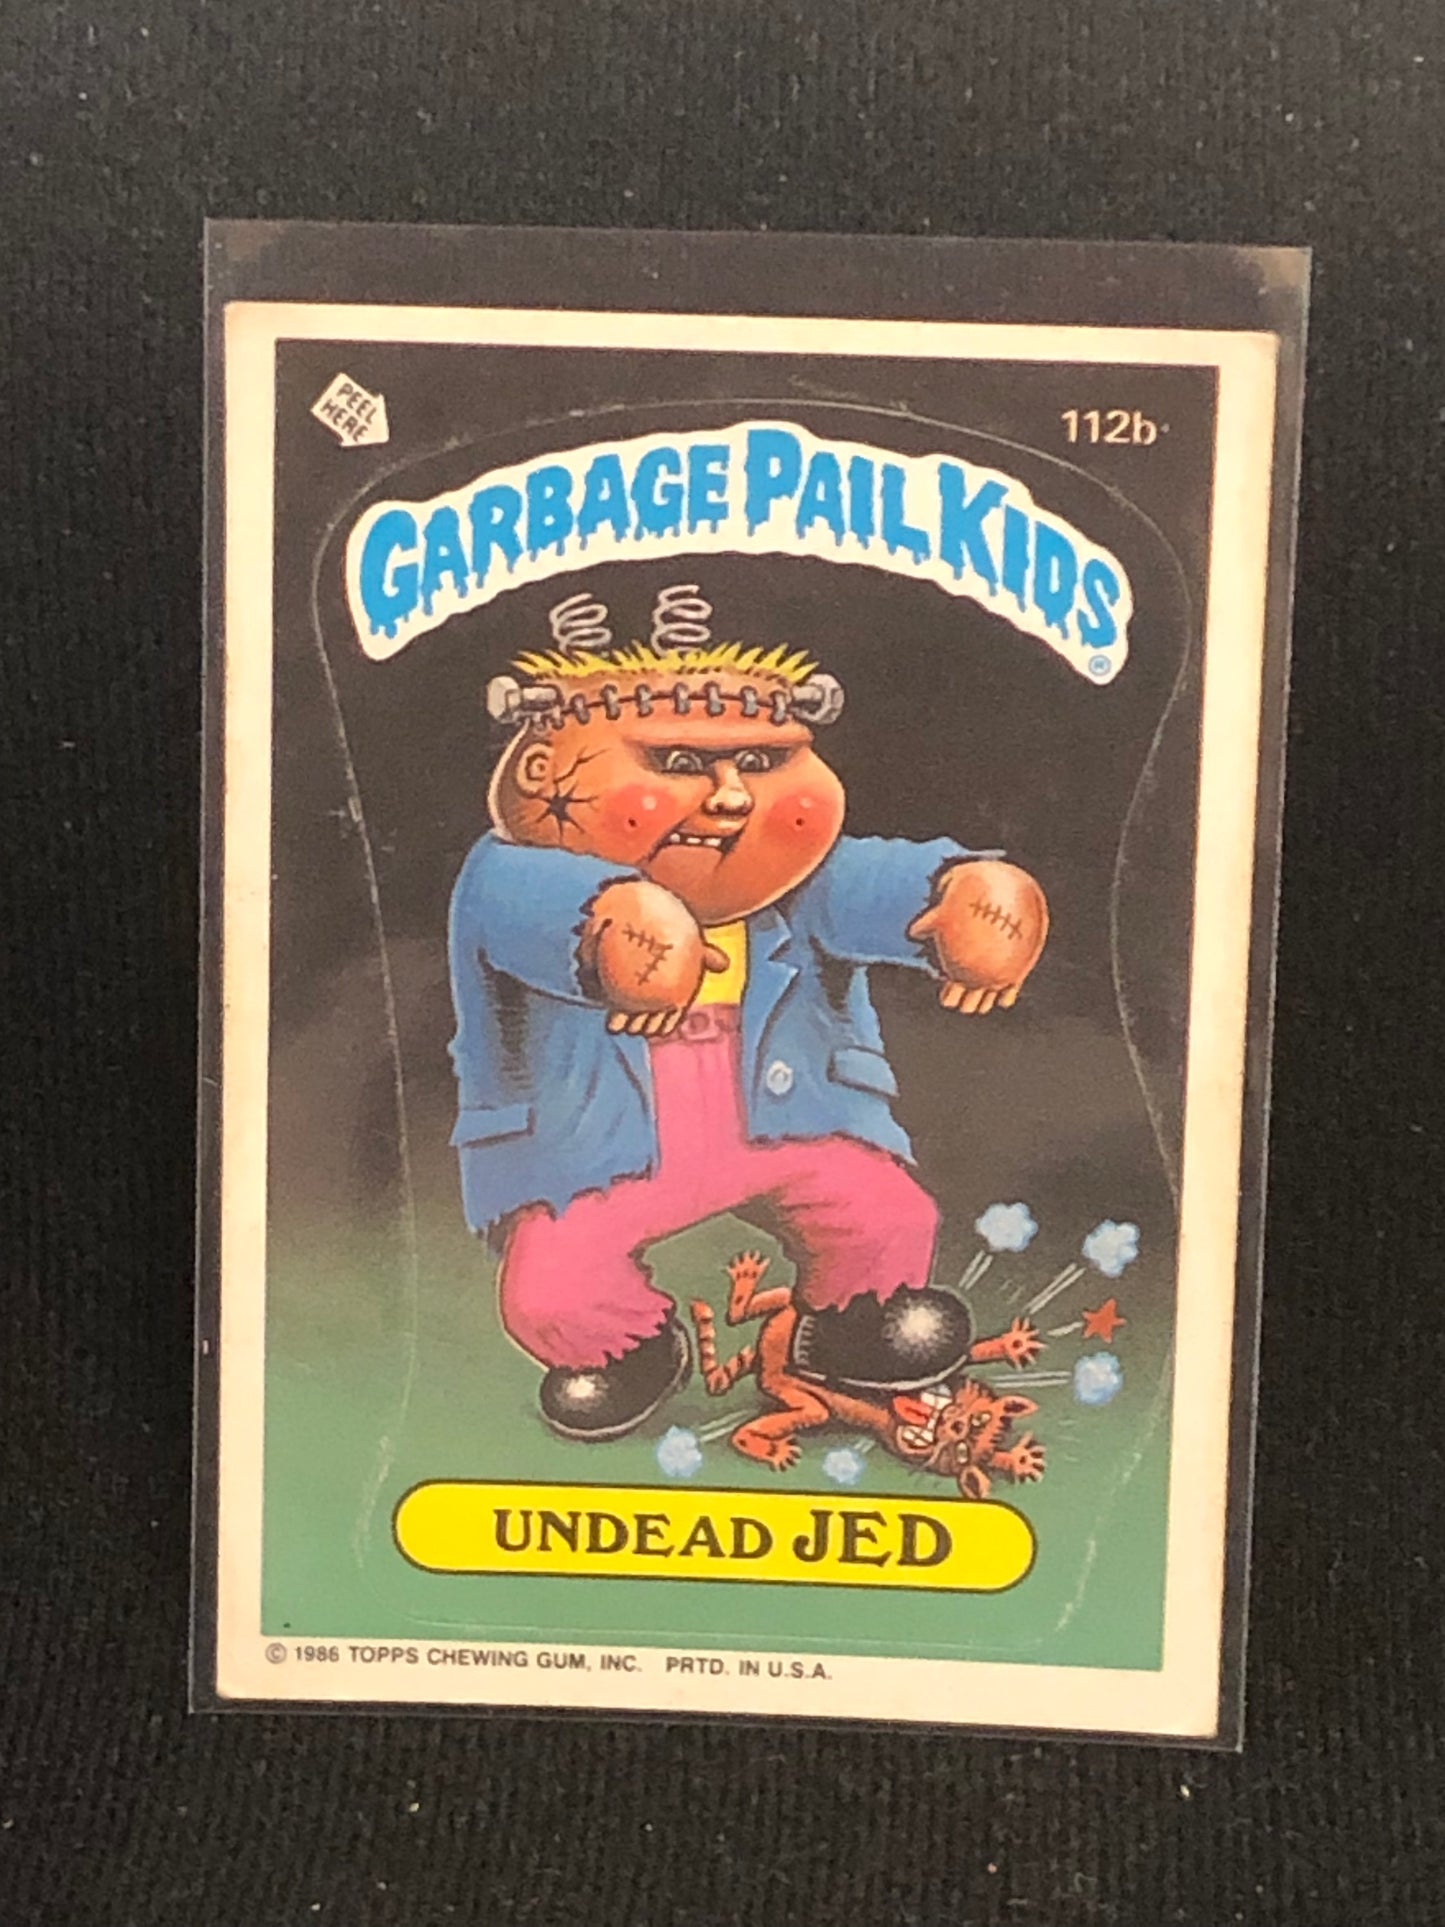 PEEL
HERE
112b
GARBAGE PAIL KIDS
®
UNDEAD JED
© 1986 TOPPS CHEWING GUM, INC. PRTD. IN U.S.A.